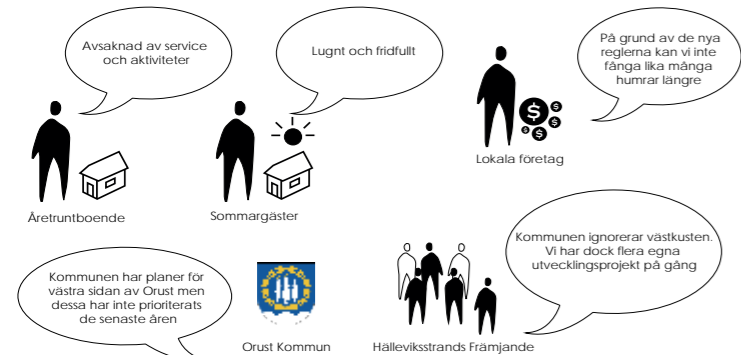 Avsaknad av service
och aktiviteter
Lugnt och fridfullt
På grund av de nya
reglerna kan vi inte
fånga lika många
humrar längre
Åretruntboende
Sommargäster
Lokala företag
Kommunen har planer för
västra sidan av Orust men
dessa har inte prioriterats
de senaste åren
Kommunen ignorerar västkusten.
Vi har dock flera egna
utvecklingsprojekt på gång
Orust Kommun
Hälleviksstrands Främjande